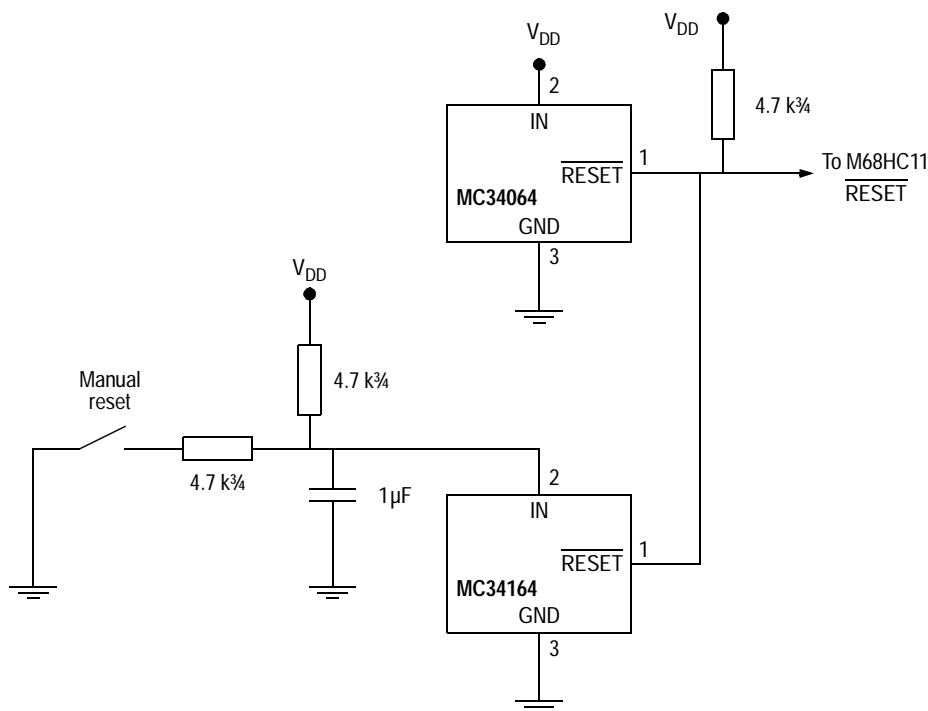 V_DD
V_DD
2
4.7 k¾
IN
1
RESET
To M68HC11
RESET
MC34064
GND
3
V_DD
4.7 k¾
Manual
reset
4.7 k¾
1µF
2
IN
1
RESET
MC34164
GND
3